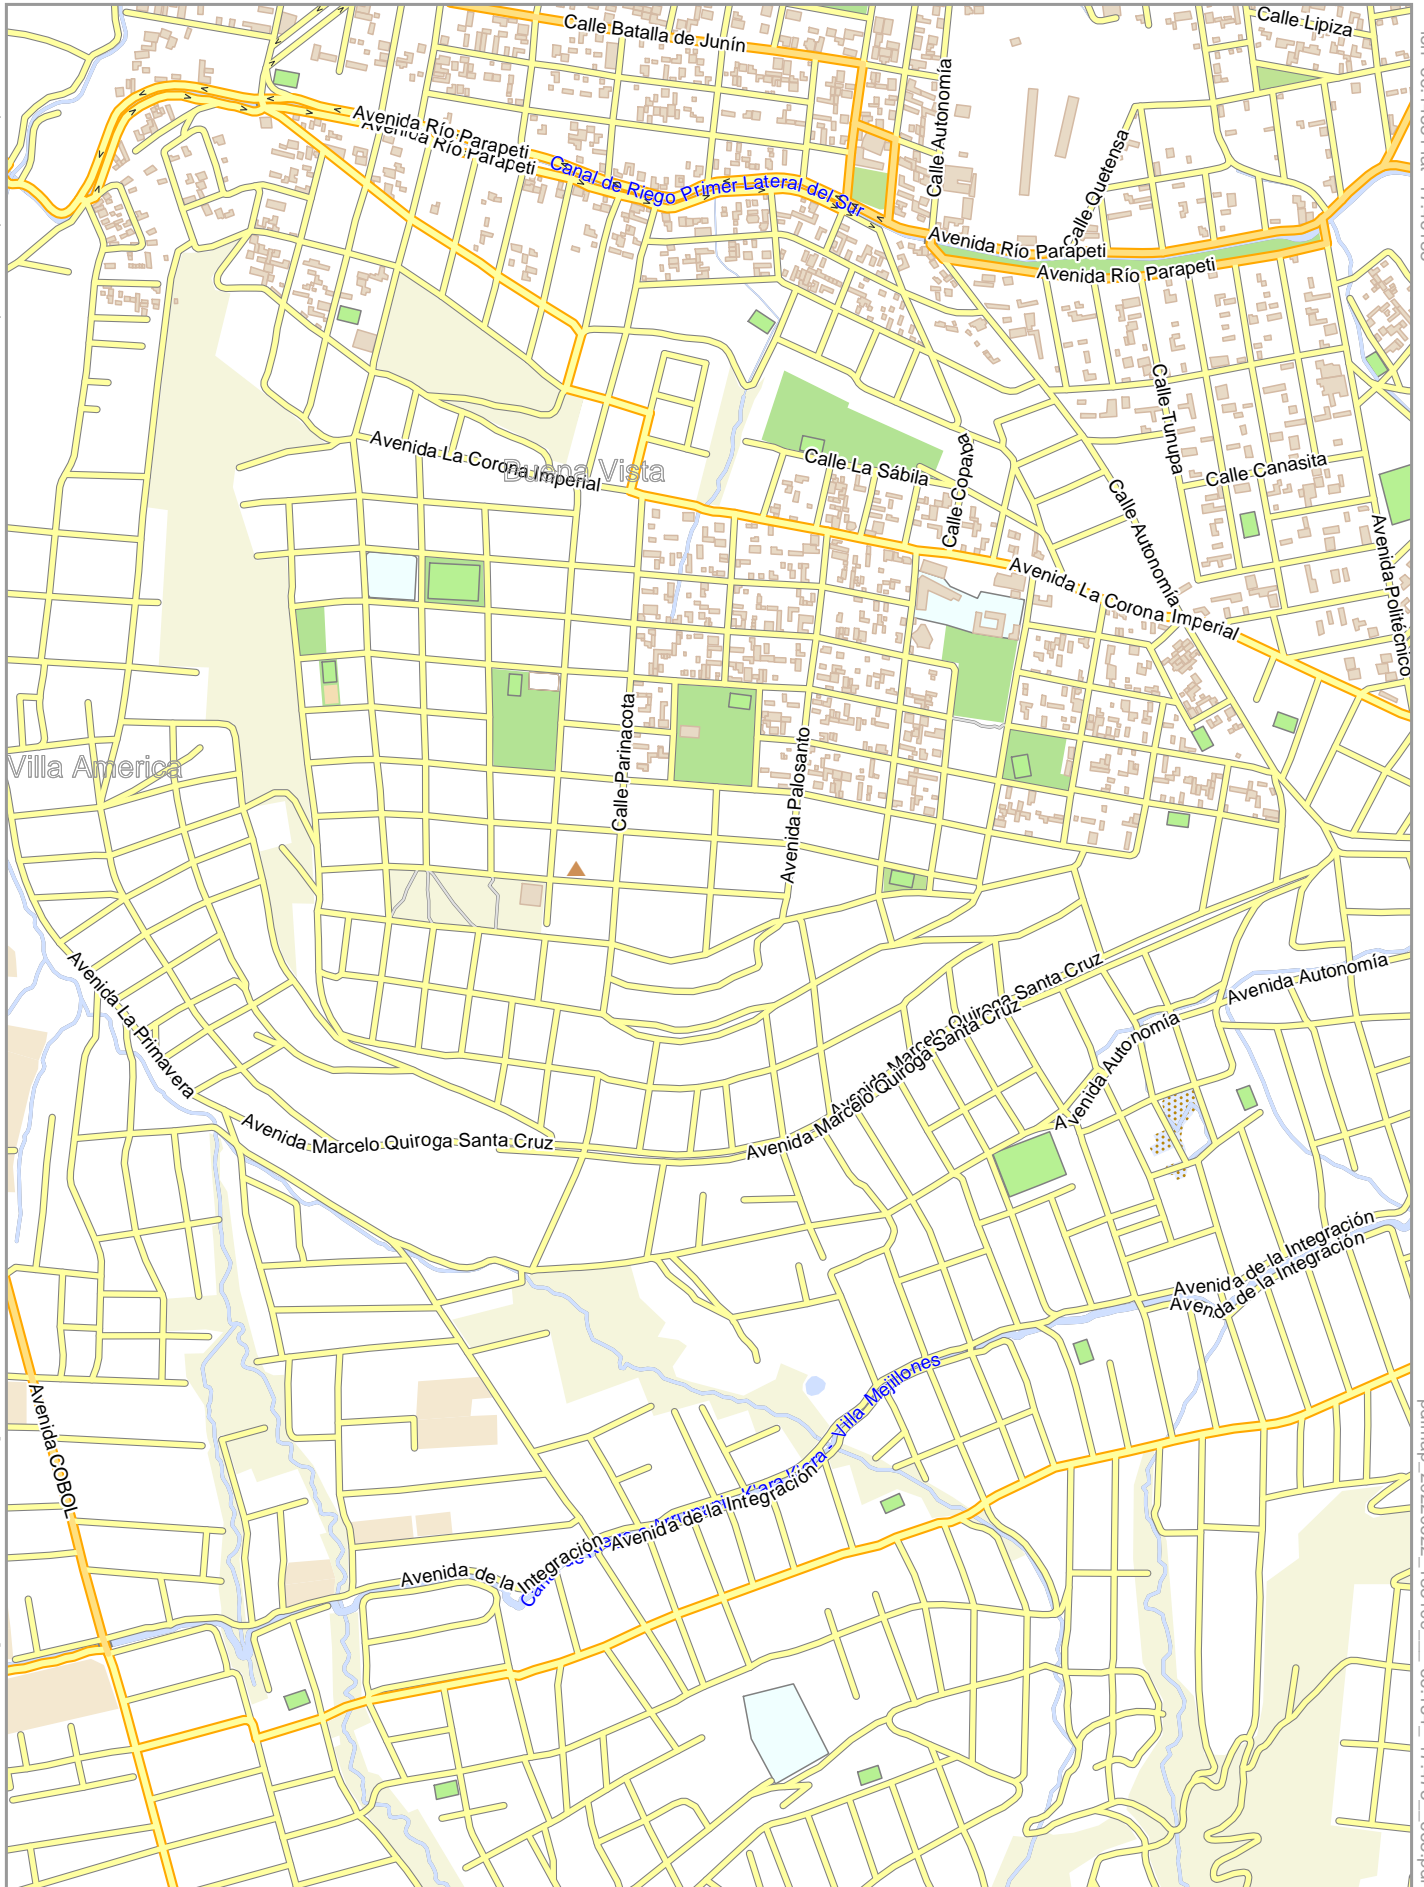 Calle Lipiza
Calle Batalla de Junín
Calle Autonomía
Avenida Río Parapeti
Avenida Río Parapeti
Canal de Riego Primer Lateral del Sur
Calle Quetensa
Avenida Río Parapeti
Avenida Río Parapeti
Calle Tunupa
Calle Canasita
Avenida La Corona Imperial
Buena Vista
Calle La Sábila
Calle Copaiba
Calle Autonomía
Avenida Politécnico
Avenida La Corona Imperial
Calle Parinacota
Avenida Palosanto
Villa America
Avenida La Primavera
Avenida Marcelo Quiroga Santa Cruz
Avenida Marcelo Quiroga Santa Cruz
Avenida Marcelo Quiroga Santa Cruz
Avenida Autonomía
Avenida Autonomía
Avenida de la Integración
Avenida de la Integración
Avenida COBOL
Villa Mejillones
Avenida de la Integración
Avenida de la Integración